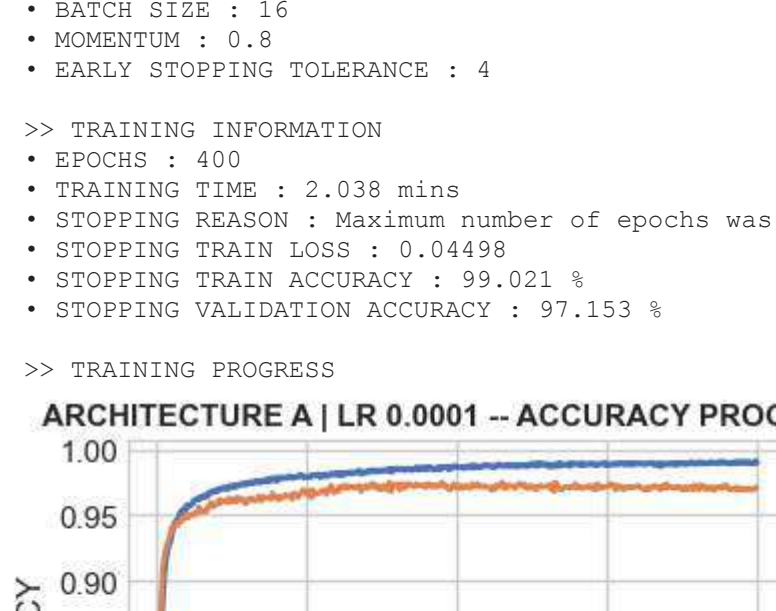 • BATCH SIZE : 16
• MOMENTUM : 0.8
• EARLY STOPPING TOLERANCE : 4
>> TRAINING INFORMATION
• EPOCHS : 400
• TRAINING TIME : 2.038 mins
• STOPPING REASON : Maximum number of epochs was
• STOPPING TRAIN LOSS : 0.04498
• STOPPING TRAIN ACCURACY : 99.021 %
• STOPPING VALIDATION ACCURACY : 97.153 %
>> TRAINING PROGRESS
ARCHITECTURE A | LR 0.0001 -- ACCURACY
1.00
0.95
0.90